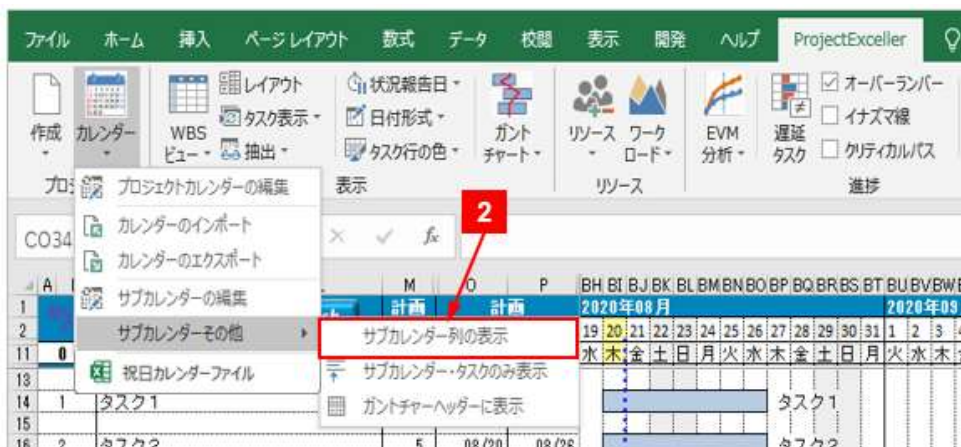 ファイル ホーム 挿入 ページレイアウト 数式 データ 校閲 表示 開発 ヘルプ ProjectExceller
作成 カレンダー WBS ビュー レイアウト タスク表示 抽出 状況報告日 日付形式 タスク行の色 ガント チャート リソース ワーク ロード EVM 分析 遅延 タスク オーバーランバー イナズマ線 クリティカルパス
表示 リソース 進捗
プロジェクトカレンダーの編集
カレンダーのインポート
カレンダーのエクスポート
サブカレンダーの編集
サブカレンダーその他
祝日カレンダーファイル
2
サブカレンダー列の表示
サブカレンダー・タスクのみ表示
ガントチャーヘッダーに表示
CO34 fx
A M O P BH BI BJ BK BL BM BN BO BP BQ BR BS BT BU BV BW
1 計画 計画 2020年08月 2020年09
2 19 20 21 22 23 24 25 26 27 28 29 30 31 1 2 3
11 0 水 木 金 土 日 月 火 水 木 金 土 日 月 火 水 木
13
14 1 タスク1 タスク1
15
16 2 タスク2 5 08/20 08/26 タスク2